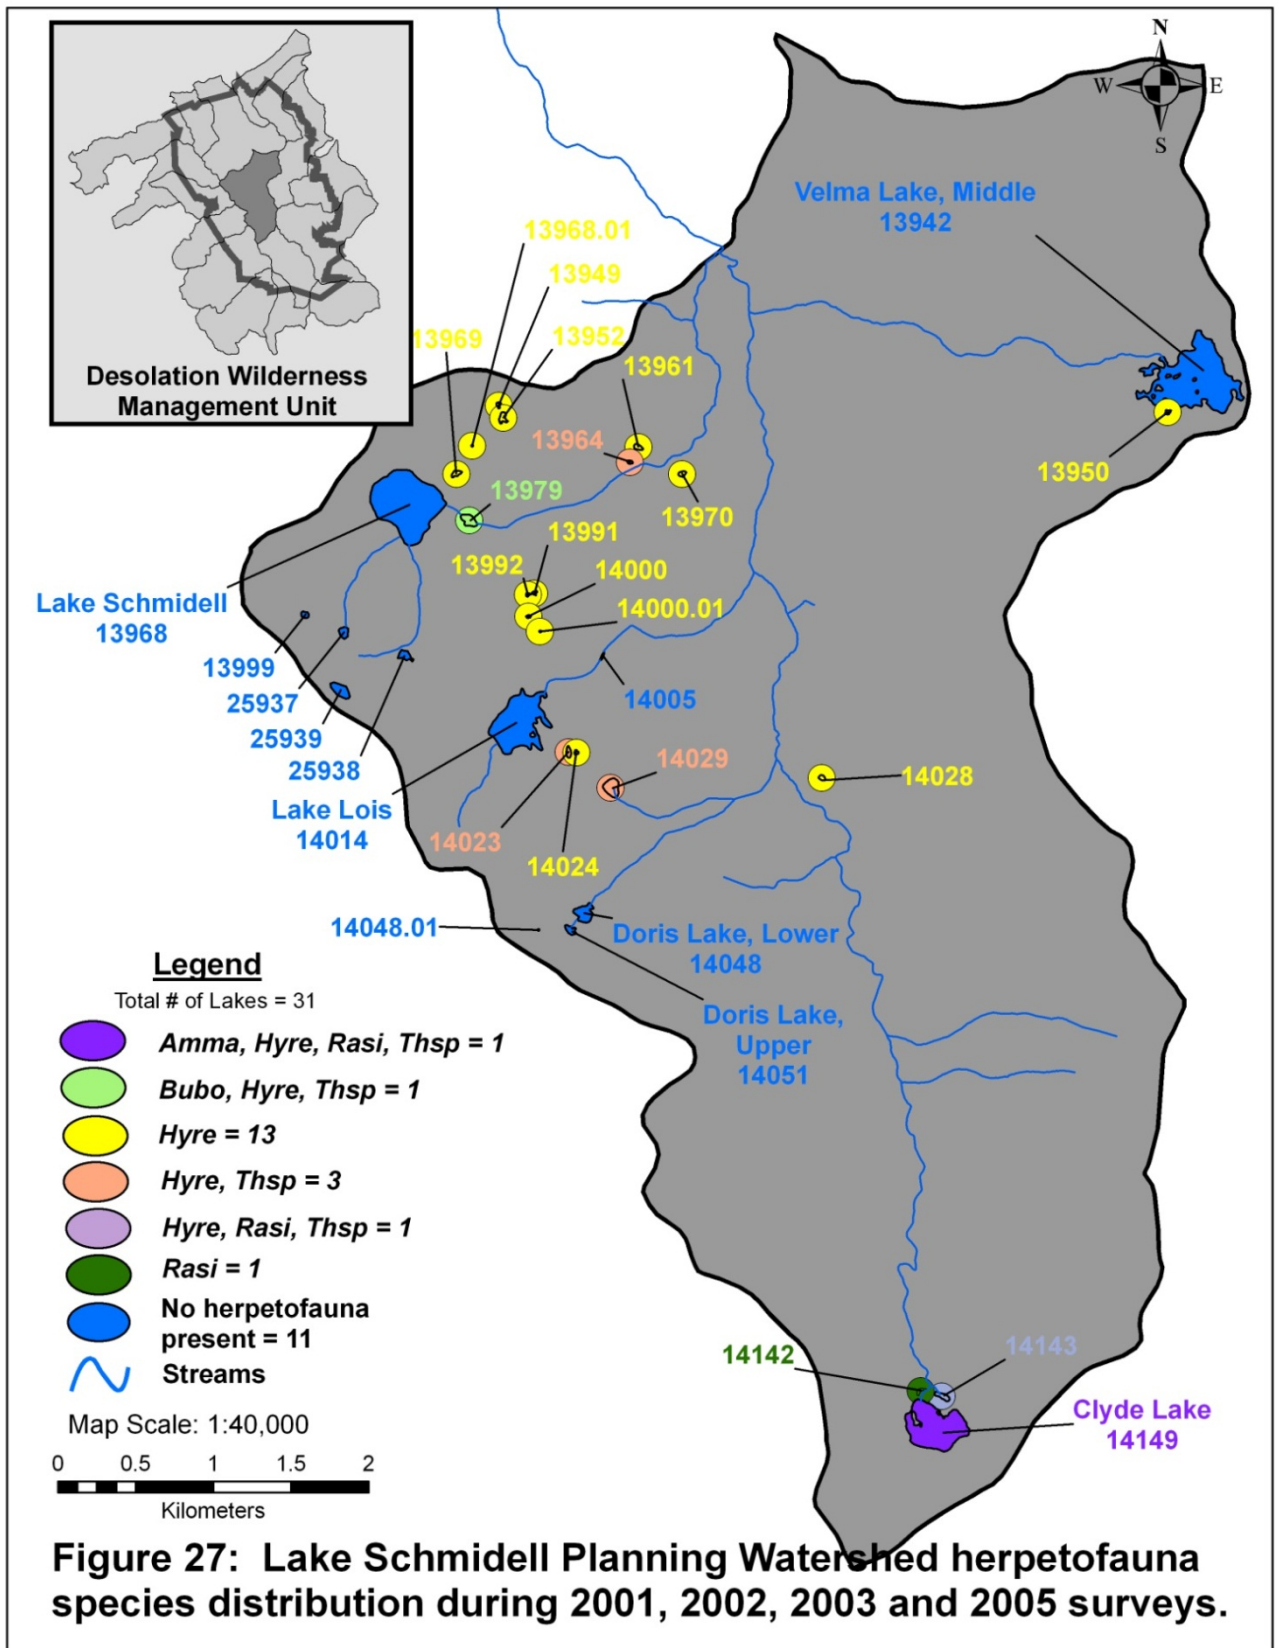 N
W
E
S
Desolation Wilderness
Management Unit
Velma Lake, Middle
13942
13968.01
13949
13969
13952
13961
13964
13950
13979
13970
13991
13992
14000
14000.01
Lake Schmidell
13968
13999
25937
25939
25938
14005
Lake Lois
14014
14029
14028
14023
14024
14048.01
Doris Lake, Lower
14048
Doris Lake,
Upper
14051
Legend
Total # of Lakes = 31
Amma, Hyre, Rasi, Thsp = 1
Bubo, Hyre, Thsp = 1
Hyre = 13
Hyre, Thsp = 3
Hyre, Rasi, Thsp = 1
Rasi = 1
No herpetofauna
present = 11
Streams
14142
14143
Clyde Lake
14149
Map Scale: 1:40,000
0 0.5 1 1.5 2
Kilometers
Figure 27: Lake Schmidell Planning Watershed herpetofauna
species distribution during 2001, 2002, 2003 and 2005 surveys.